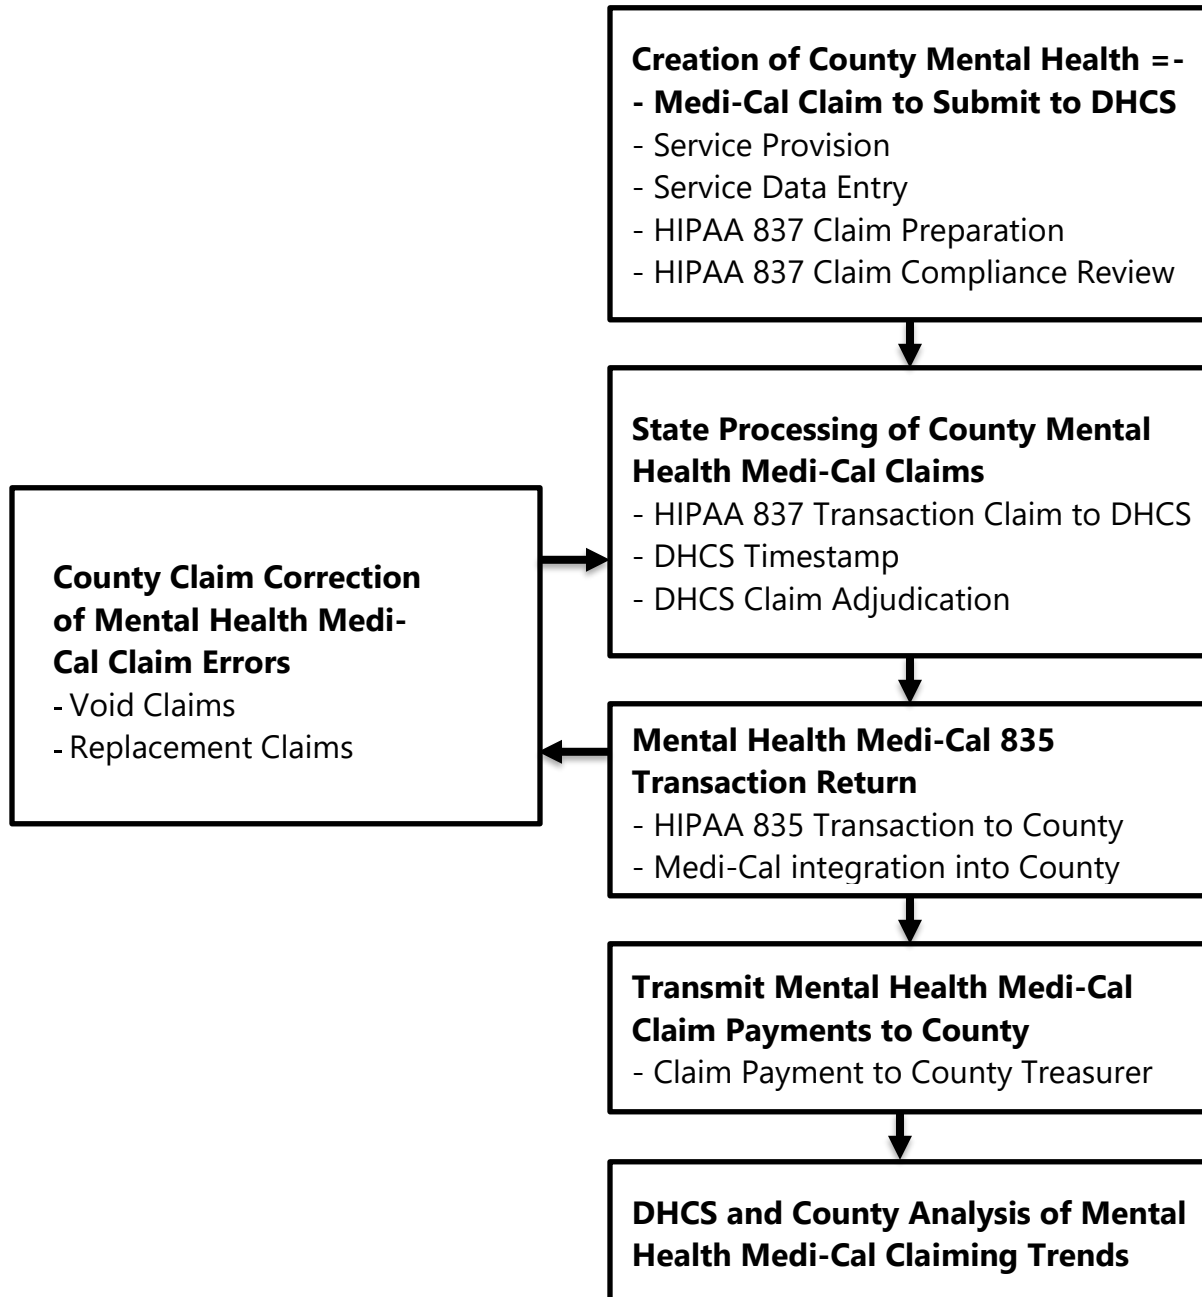 Creation of County Mental Health =-
- Medi-Cal Claim to Submit to DHCS
- Service Provision
- Service Data Entry
- HIPAA 837 Claim Preparation
- HIPAA 837 Claim Compliance Review
State Processing of County Mental
Health Medi-Cal Claims
- HIPAA 837 Transaction Claim to DHCS
- DHCS Timestamp
- DHCS Claim Adjudication
County Claim Correction
of Mental Health Medi-
Cal Claim Errors
- Void Claims
- Replacement Claims
Mental Health Medi-Cal 835
Transaction Return
- HIPAA 835 Transaction to County
- Medi-Cal integration into County
Transmit Mental Health Medi-Cal
Claim Payments to County
- Claim Payment to County Treasurer
DHCS and County Analysis of Mental
Health Medi-Cal Claiming Trends